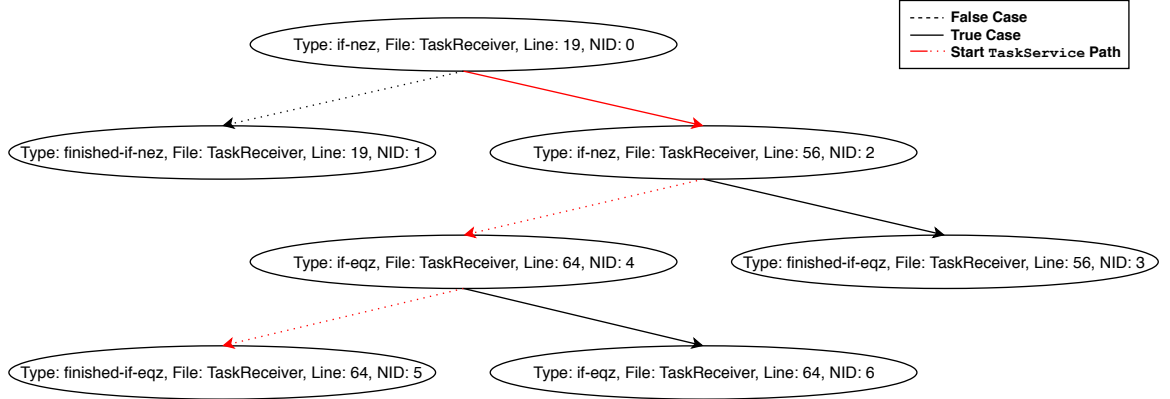 Type: if-nez, File: TaskReceiver, Line: 19, NID: 0
False Case
True Case
Start TaskService Path
Type: finished-if-nez, File: TaskReceiver, Line: 19, NID: 1
Type: if-nez, File: TaskReceiver, Line: 56, NID: 2
Type: if-eqz, File: TaskReceiver, Line: 64, NID: 4
Type: finished-if-eqz, File: TaskReceiver, Line: 56, NID: 3
Type: finished-if-eqz, File: TaskReceiver, Line: 64, NID: 5
Type: if-eqz, File: TaskReceiver, Line: 64, NID: 6